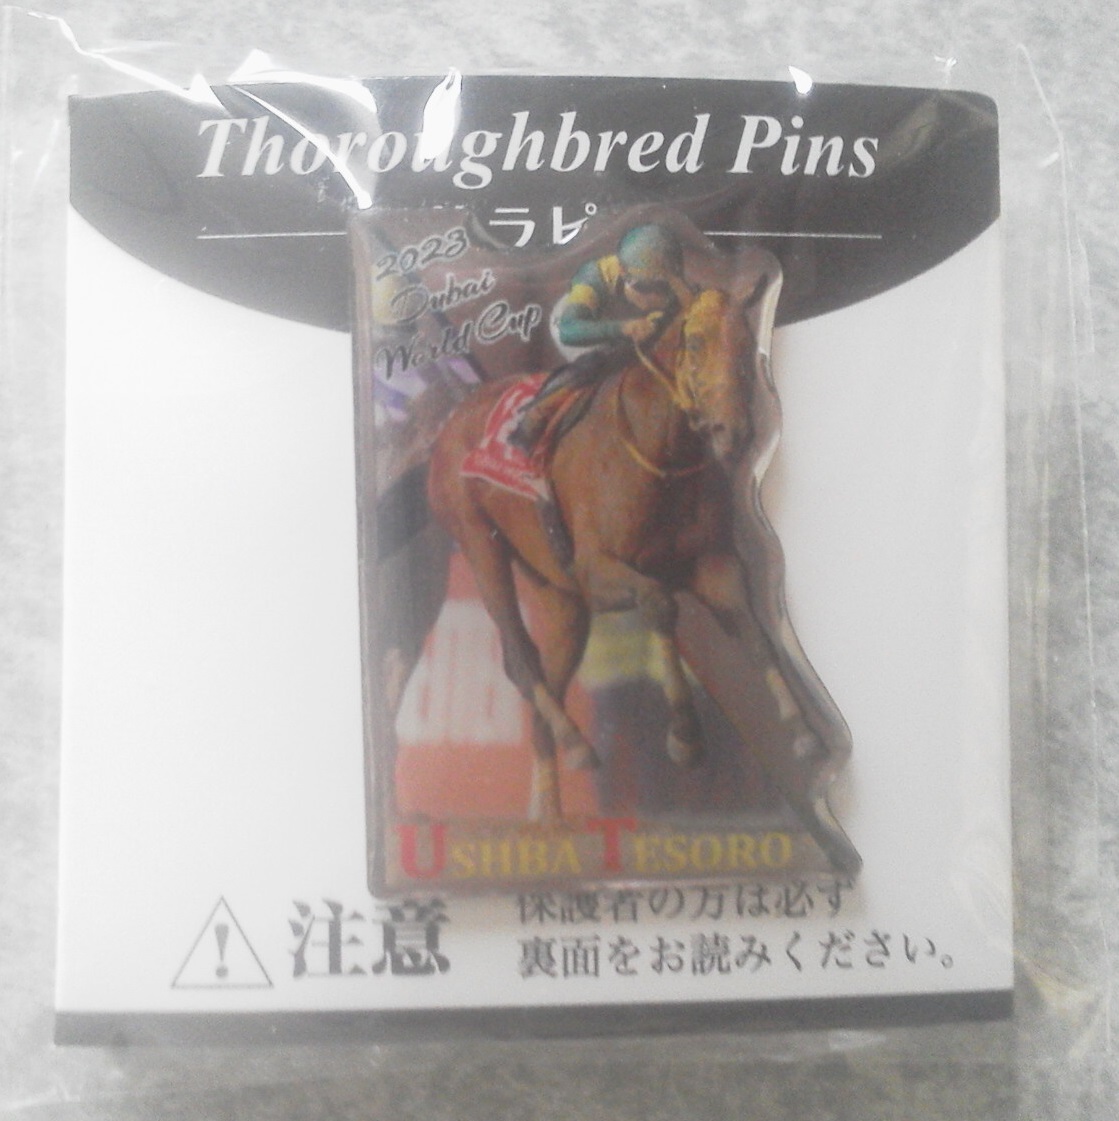 Thoroughbred Pins
ラピ
2023
Dubai
World Cup
USHBA TESORO
注意
保護者の方は必ず
裏面をお読みください。